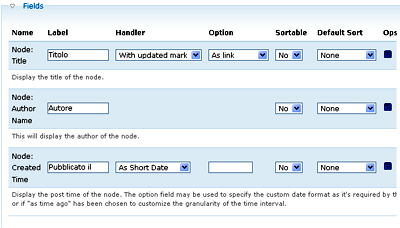 Fields
Name Label Handler Option Sortable Default Sort Ops
Node: Title Titolo With updated mark As link No None
Display the title of the node.
Node: Author Name Autore No None
This will display the author of the node.
Node: Created Time Pubblicato il As Short Date No None
Display the post time of the node. The option field may be used to specify the custom date format as it's required by th
or if "as time ago" has been chosen to customize the granularity of the time interval.